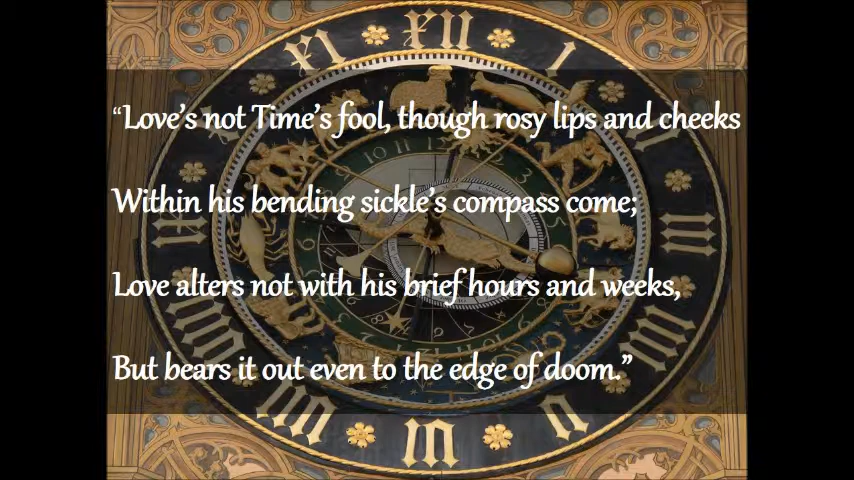 “Love’s not Time’s fool, though rosy lips and cheeks
Within his bending sickle’s compass come;
Love alters not with his brief hours and weeks,
But bears it out even to the edge of doom.”